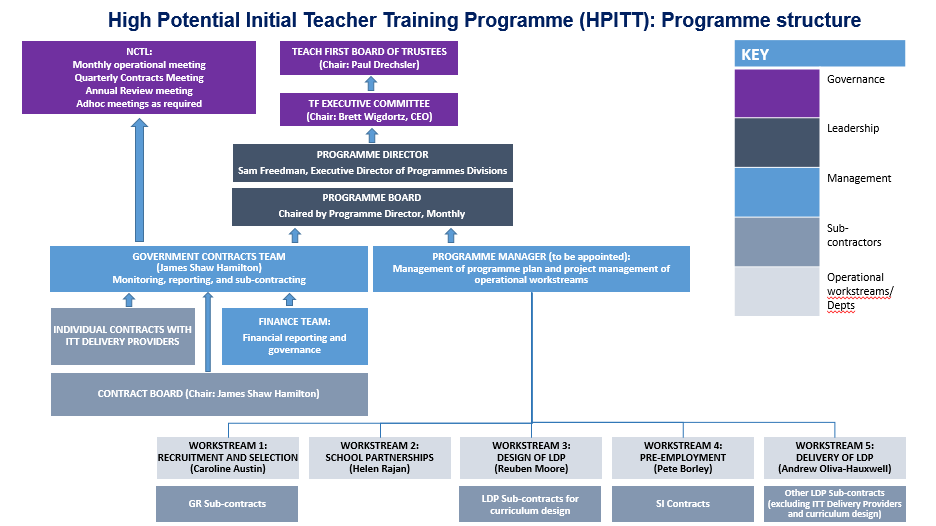 High Potential Initial Teacher Training Programme (HPITT): Programme structure
NCTL:
Monthly operational meeting
Quarterly Contracts Meeting
Annual Review meeting
Adhoc meetings as required
TEACH FIRST BOARD OF TRUSTEES
(Chair: Paul Drechsler)
TF EXECUTIVE COMMITTEE
(Chair: Brett Wigdortz, CEO)
PROGRAMME DIRECTOR
Sam Freedman, Executive Director of Programmes Divisions
PROGRAMME BOARD
Chaired by Programme Director, Monthly
KEY
Governance
Leadership
Management
Sub-
contractors
Operational
workstreams/
Depts
GOVERNMENT CONTRACTS TEAM
(James Shaw Hamilton)
Monitoring, reporting, and sub-contracting
PROGRAMME MANAGER (to be appointed):
Management of programme plan and project management of
operational workstreams
INDIVIDUAL CONTRACTS WITH
ITT DELIVERY PROVIDERS
FINANCE TEAM:
Financial reporting and
governance
CONTRACT BOARD (Chair: James Shaw Hamilton)
WORKSTREAM 1:
RECRUITMENT AND SELECTION
(Caroline Austin)
WORKSTREAM 2:
SCHOOL PARTNERSHIPS
(Helen Rajan)
WORKSTREAM 3:
DESIGN OF LDP
(Reuben Moore)
WORKSTREAM 4:
PRE-EMPLOYMENT
(Pete Borley)
WORKSTREAM 5:
DELIVERY OF LDP
(Andrew Oliva-Hauxwell)
GR Sub-contracts
LDP Sub-contracts for
curriculum design
SI Contracts
Other LDP Sub-contracts
(excluding ITT Delivery Providers
and curriculum design)